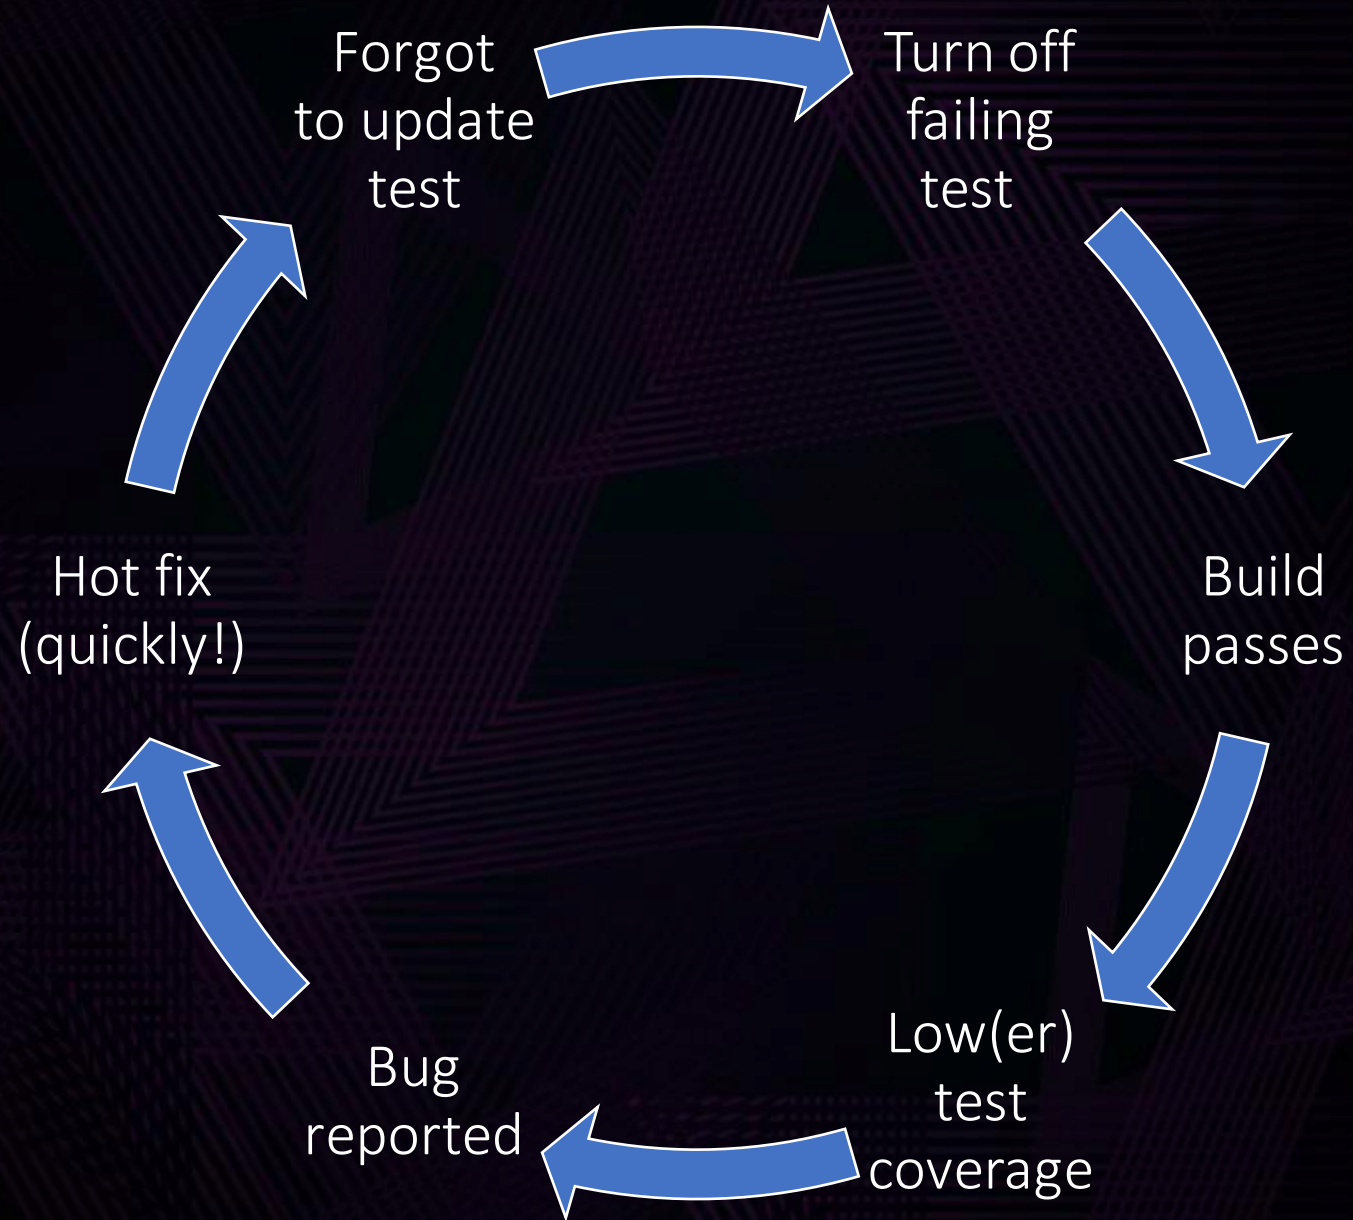 Forgot
to update
test
Turn off
failing
test
Build
passes
Low(er)
test
coverage
Bug
reported
Hot fix
(quickly!)